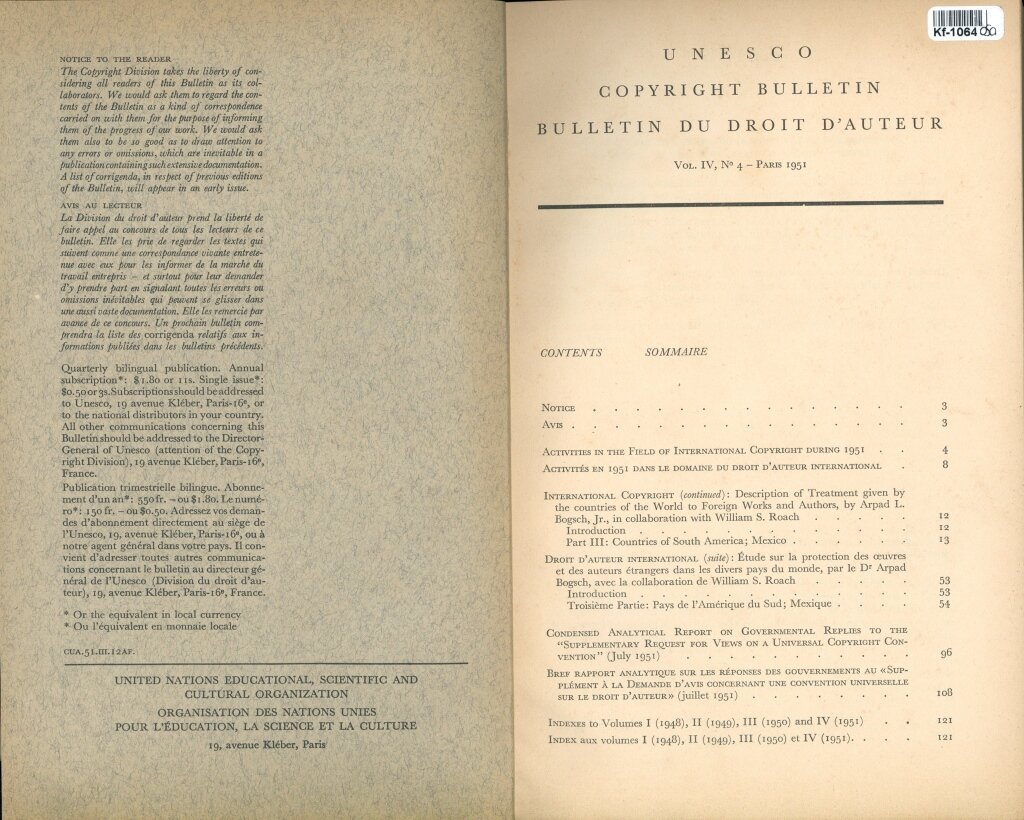 NOTICE TO THE READER
The Copyright Division takes the liberty of con-
sidering all readers of this Bulletin as its col-
laborators. We would ask them to regard the con-
tents of the Bulletin as a kind of correspondence
carried on with them for the purpose of informing
them of the progress of our work. We would ask
them also to be so good as to draw attention to
any errors or omissions, which are inevitable in a
publication containing such extensive documentation.
A list of corrigenda, in respect of previous editions
of the Bulletin, will appear in an early issue.
AVIS AU LECTEUR
La Division du droit d'auteur prend la liberté de
faire appel au concours de tous les lecteurs de ce
bulletin. Elle les prie de regarder les textes qui
suivent comme une correspondance vivante entrete-
nue avec eux pour les informer de la marche du
travail entrepris – et surtout pour leur demander
d'y prendre part en signalant toutes les erreurs ou
omissions inévitables qui peuvent se glisser dans
une aussi vaste documentation. Elle les remercie par
avance de ce concours. Un prochain bulletin com-
prendra la liste des corrigenda relatifs aux in-
formations publiées dans les bulletins précédents.
Quarterly bilingual publication. Annual
subscription*: $1.80 or 11s. Single issue*:
$0.50 or 3s. Subscriptions should be addressed
to Unesco, 19 avenue Kléber, Paris-16e, or
to the national distributors in your country.
All other communications concerning this
Bulletin should be addressed to the Director-
General of Unesco (attention of the Copy-
right Division), 19 avenue Kléber, Paris-16e,
France.
Publication trimestrielle bilingue. Abonne-
ment d'un an*: 550 fr. – ou $1.80. Le numé-
ro*: 150 fr. – ou $0.50. Adressez vos deman-
des d'abonnement directement au siège de
l'Unesco, 19, avenue Kléber, Paris-16e, ou à
notre agent général dans votre pays. Il con-
vient d'adresser toutes autres communica-
tions concernant le bulletin au directeur gé-
néral de l'Unesco (Division du droit d'au-
teur), 19, avenue Kléber, Paris-16e, France.
* Or the equivalent in local currency
* Ou l'équivalent en monnaie locale
CUA.51.III.12AF.
UNITED NATIONS EDUCATIONAL, SCIENTIFIC AND
CULTURAL ORGANIZATION
ORGANISATION DES NATIONS UNIES
POUR L'ÉDUCATION, LA SCIENCE ET LA CULTURE
19, avenue Kléber, Paris
Kf-1064
UNESCO
COPYRIGHT BULLETIN
BULLETIN DU DROIT D'AUTEUR
VOL. IV, No 4 – PARIS 1951
CONTENTS SOMMAIRE
NOTICE . . . . . . . . . . . . . 3
AVIS . . . . . . . . . . . . . 3
ACTIVITIES IN THE FIELD OF INTERNATIONAL COPYRIGHT DURING 1951 . . 4
ACTIVITÉS EN 1951 DANS LE DOMAINE DU DROIT D'AUTEUR INTERNATIONAL . 8
INTERNATIONAL COPYRIGHT (continued): Description of Treatment given by
the countries of the World to Foreign Works and Authors, by Arpad L.
Bogsch, Jr., in collaboration with William S. Roach . . . . . 12
Introduction . . . . . . . . . . . 12
Part III: Countries of South America; Mexico . . . . . 13
DROIT D'AUTEUR INTERNATIONAL (suite): Étude sur la protection des œuvres
et des auteurs étrangers dans les divers pays du monde, par le Dr Arpad
Bogsch, avec la collaboration de William S. Roach . . . . . 53
Introduction . . . . . . . . . . . 53
Troisième Partie: Pays de l'Amérique du Sud; Mexique . . . . 54
CONDENSED ANALYTICAL REPORT ON GOVERNMENTAL REPLIES TO THE
"SUPPLEMENTARY REQUEST FOR VIEWS ON A UNIVERSAL COPYRIGHT CON-
VENTION" (July 1951) . . . . . . . . . . 96
BREF RAPPORT ANALYTIQUE SUR LES RÉPONSES DES GOUVERNEMENTS AU «SUP-
PLÉMENT À LA DEMANDE D'AVIS CONCERNANT UNE CONVENTION UNIVERSELLE
SUR LE DROIT D'AUTEUR» (juillet 1951) . . . . . . . 108
INDEXES to Volumes I (1948), II (1949), III (1950) and IV (1951) . . 121
INDEX aux volumes I (1948), II (1949), III (1950) et IV (1951). . . . 121